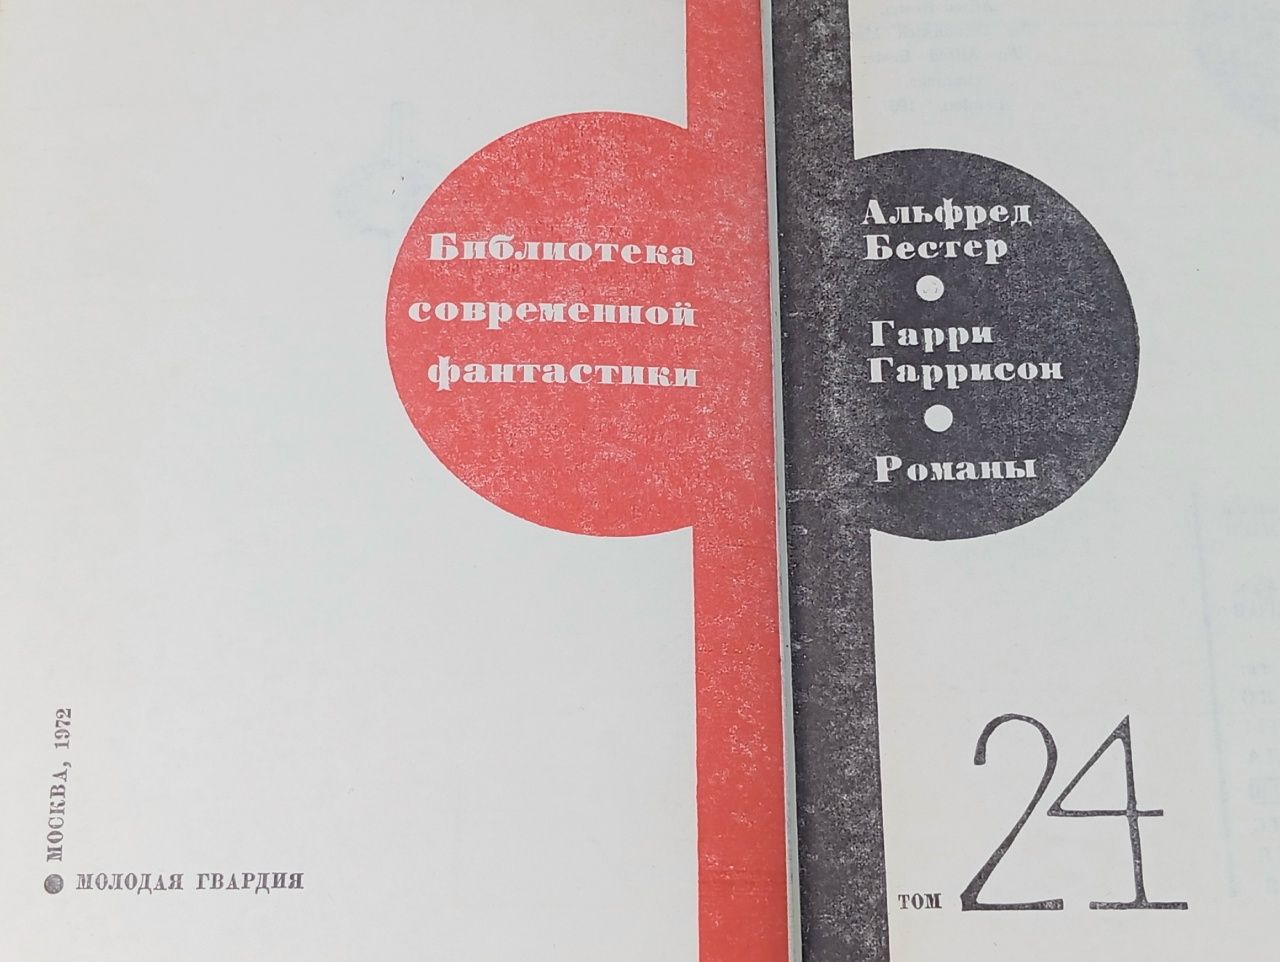 Библиотека
современной
фантастики
МОСКВА, 1972
МОЛОДАЯ ГВАРДИЯ
Альфред
Бестер
Гарри
Гаррисон
Романы
ТОМ 24